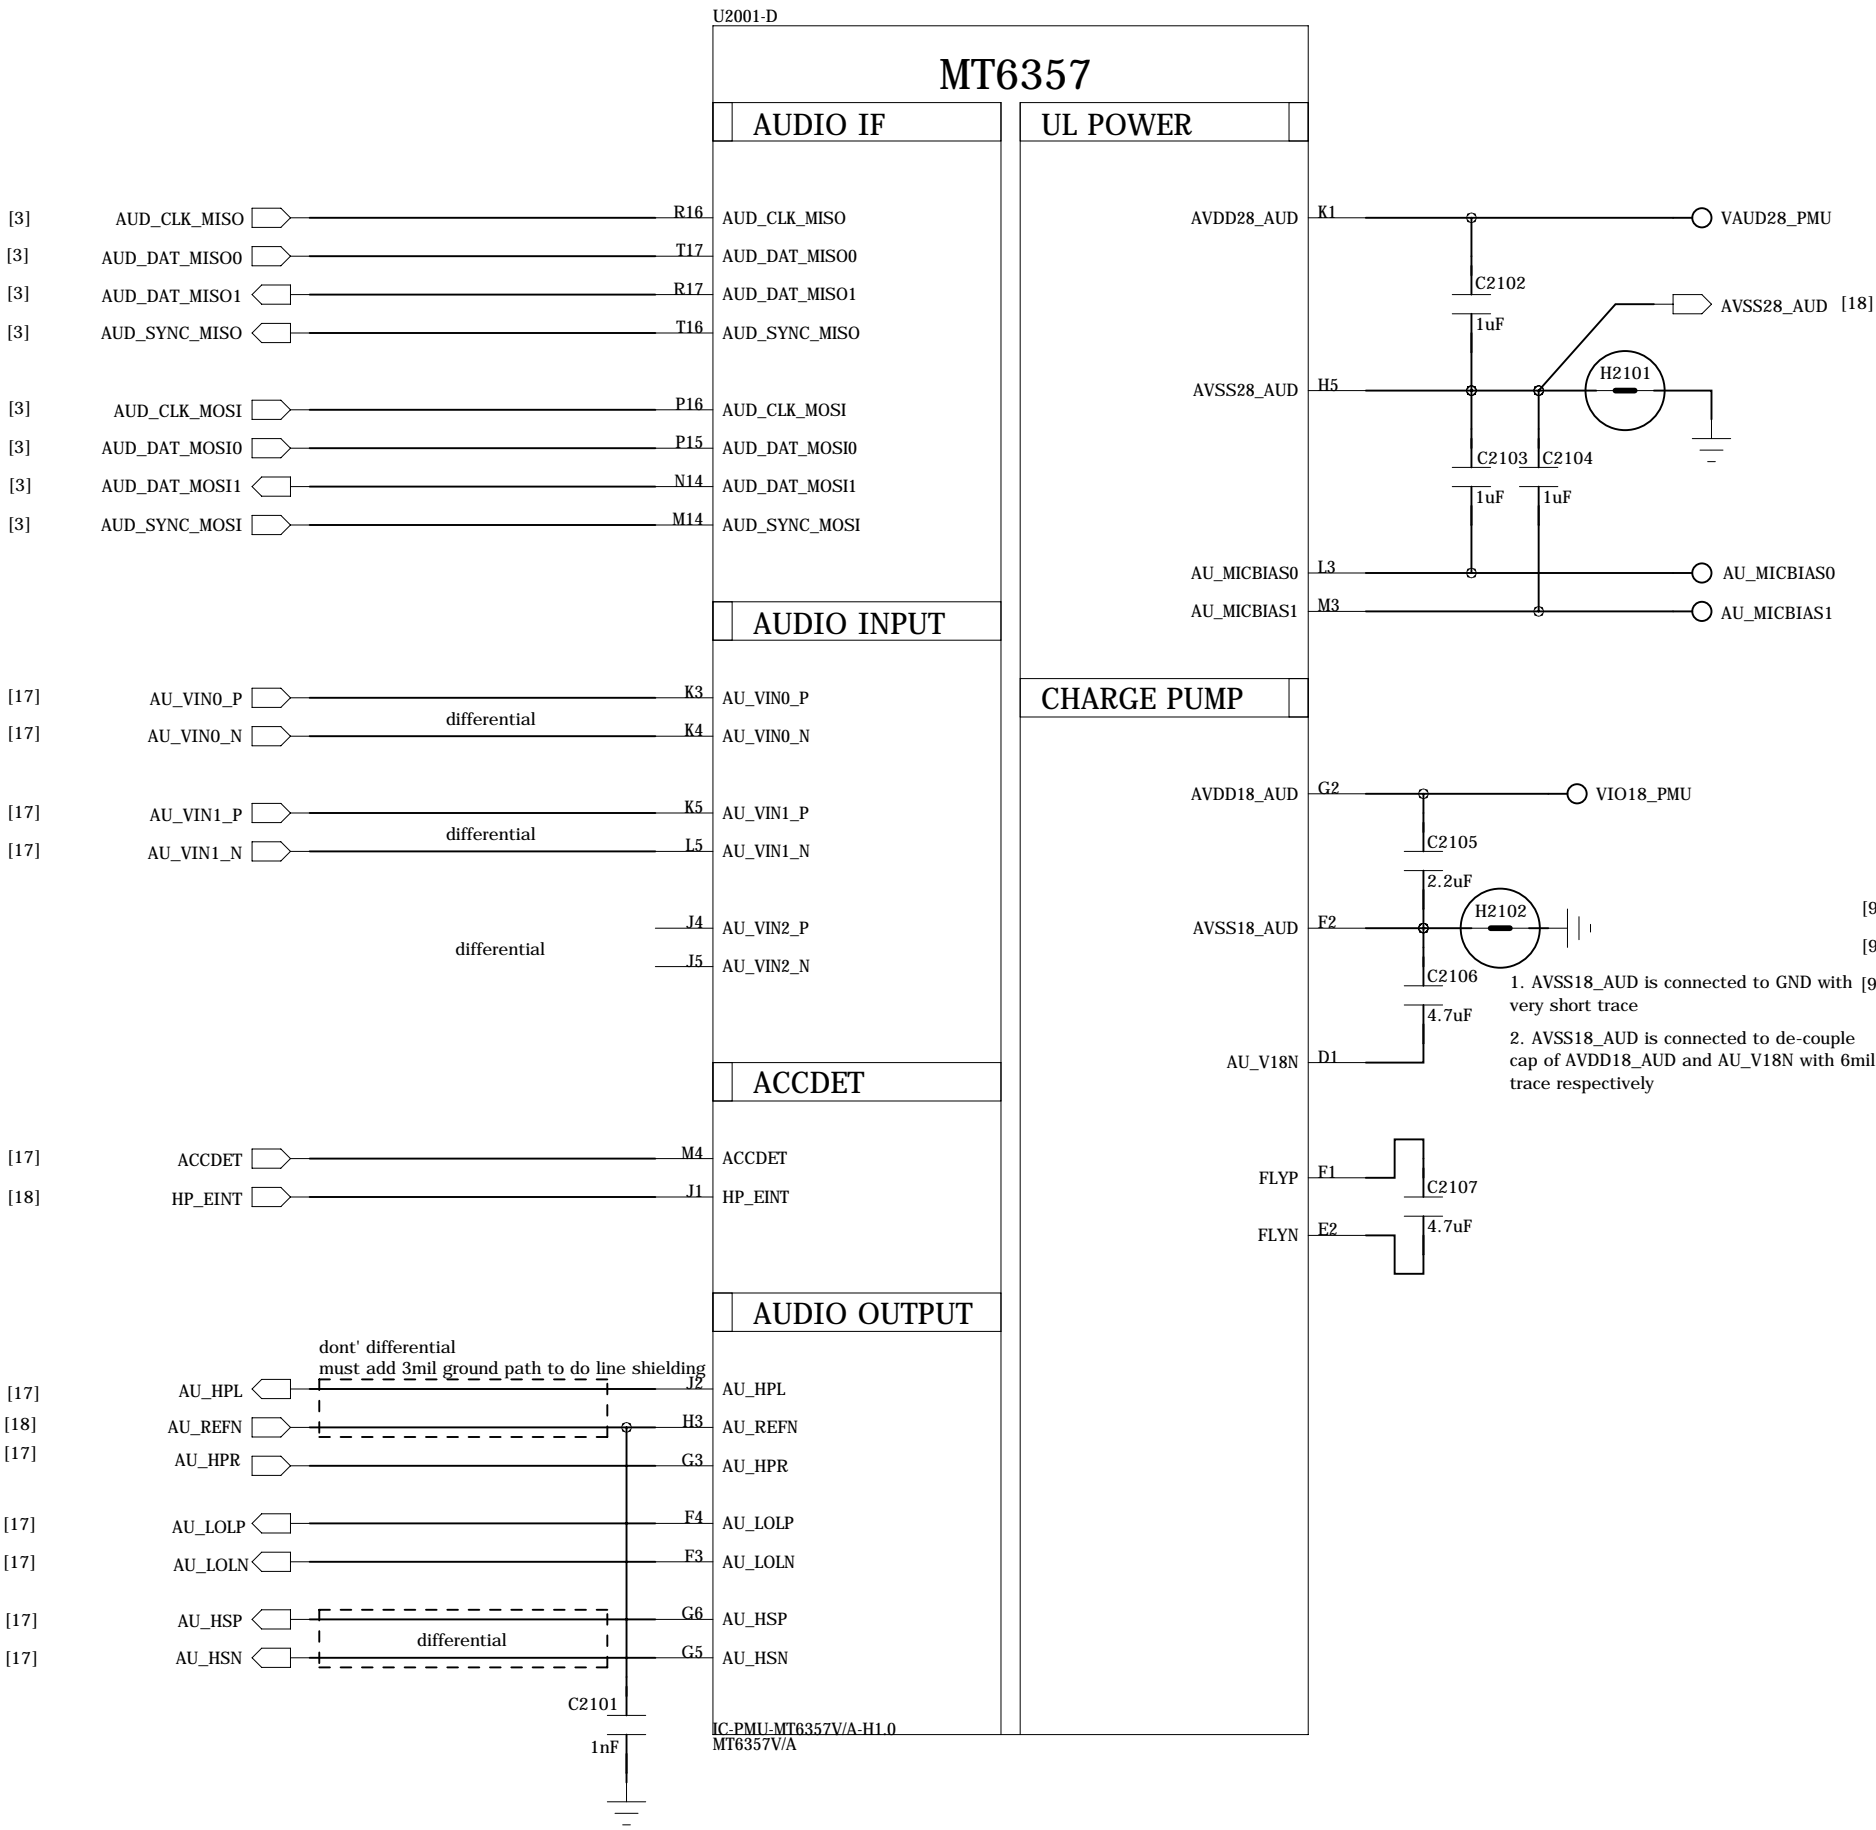 U2001-D
MT6357
AUDIO IF
UL POWER
[3] AUD_CLK_MISO R16 AUD_CLK_MISO
[3] AUD_DAT_MISO0 T17 AUD_DAT_MISO0
[3] AUD_DAT_MISO1 R17 AUD_DAT_MISO1
[3] AUD_SYNC_MISO T16 AUD_SYNC_MISO
[3] AUD_CLK_MOSI P16 AUD_CLK_MOSI
[3] AUD_DAT_MOSI0 P15 AUD_DAT_MOSI0
[3] AUD_DAT_MOSI1 N14 AUD_DAT_MOSI1
[3] AUD_SYNC_MOSI M14 AUD_SYNC_MOSI
AVDD28_AUD K1 VAUD28_PMU
C2102
1uF
AVSS28_AUD [18]
H2101
AVSS28_AUD H5
C2103 C2104
1uF 1uF
AU_MICBIAS0 L3 AU_MICBIAS0
AU_MICBIAS1 M3 AU_MICBIAS1
AUDIO INPUT
[17] AU_VIN0_P K3 AU_VIN0_P
differential
[17] AU_VIN0_N K4 AU_VIN0_N
[17] AU_VIN1_P K5 AU_VIN1_P
differential
[17] AU_VIN1_N L5 AU_VIN1_N
J4 AU_VIN2_P
differential
J5 AU_VIN2_N
CHARGE PUMP
AVDD18_AUD G2 VIO18_PMU
C2105
2.2uF
H2102
AVSS18_AUD F2
C2106
4.7uF
AU_V18N D1
[9
[9
[9
1. AVSS18_AUD is connected to GND with
very short trace
2. AVSS18_AUD is connected to de-couple
cap of AVDD18_AUD and AU_V18N with 6mil
trace respectively
FLYP F1
C2107
4.7uF
FLYN E2
ACCDET
[17] ACCDET M4 ACCDET
[18] HP_EINT J1 HP_EINT
AUDIO OUTPUT
dont' differential
must add 3mil ground path to do line shielding
[17] AU_HPL J2 AU_HPL
[18] AU_REFN H3 AU_REFN
[17] AU_HPR G3 AU_HPR
[17] AU_LOLP F4 AU_LOLP
[17] AU_LOLN F3 AU_LOLN
[17] AU_HSP G6 AU_HSP
differential
[17] AU_HSN G5 AU_HSN
C2101
1nF
IC-PMU-MT6357V/A-H1.0
MT6357V/A